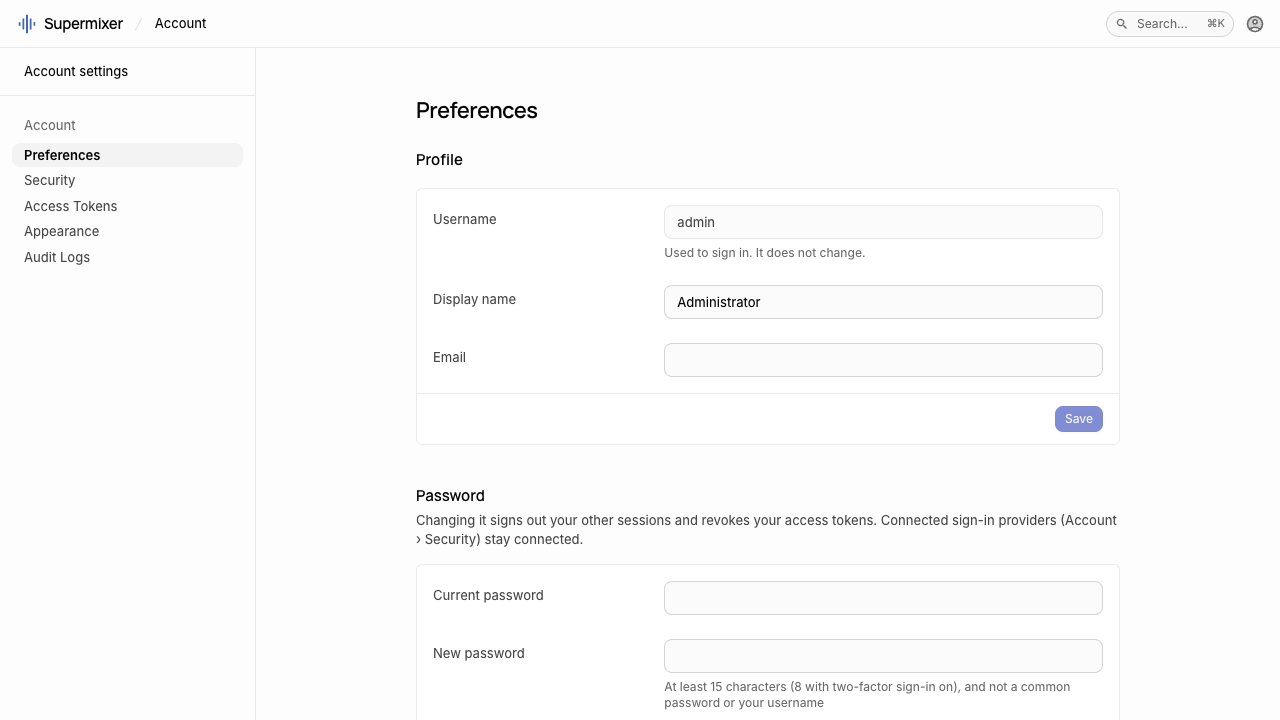 Supermixer / Account
Search... ⌘K
Account settings
Account
Preferences
Security
Access Tokens
Appearance
Audit Logs
Preferences
Profile
Username
admin
Used to sign in. It does not change.
Display name
Administrator
Email
Save
Password
Changing it signs out your other sessions and revokes your access tokens. Connected sign-in providers (Account
› Security) stay connected.
Current password
New password
At least 15 characters (8 with two-factor sign-in on), and not a common
password or your username